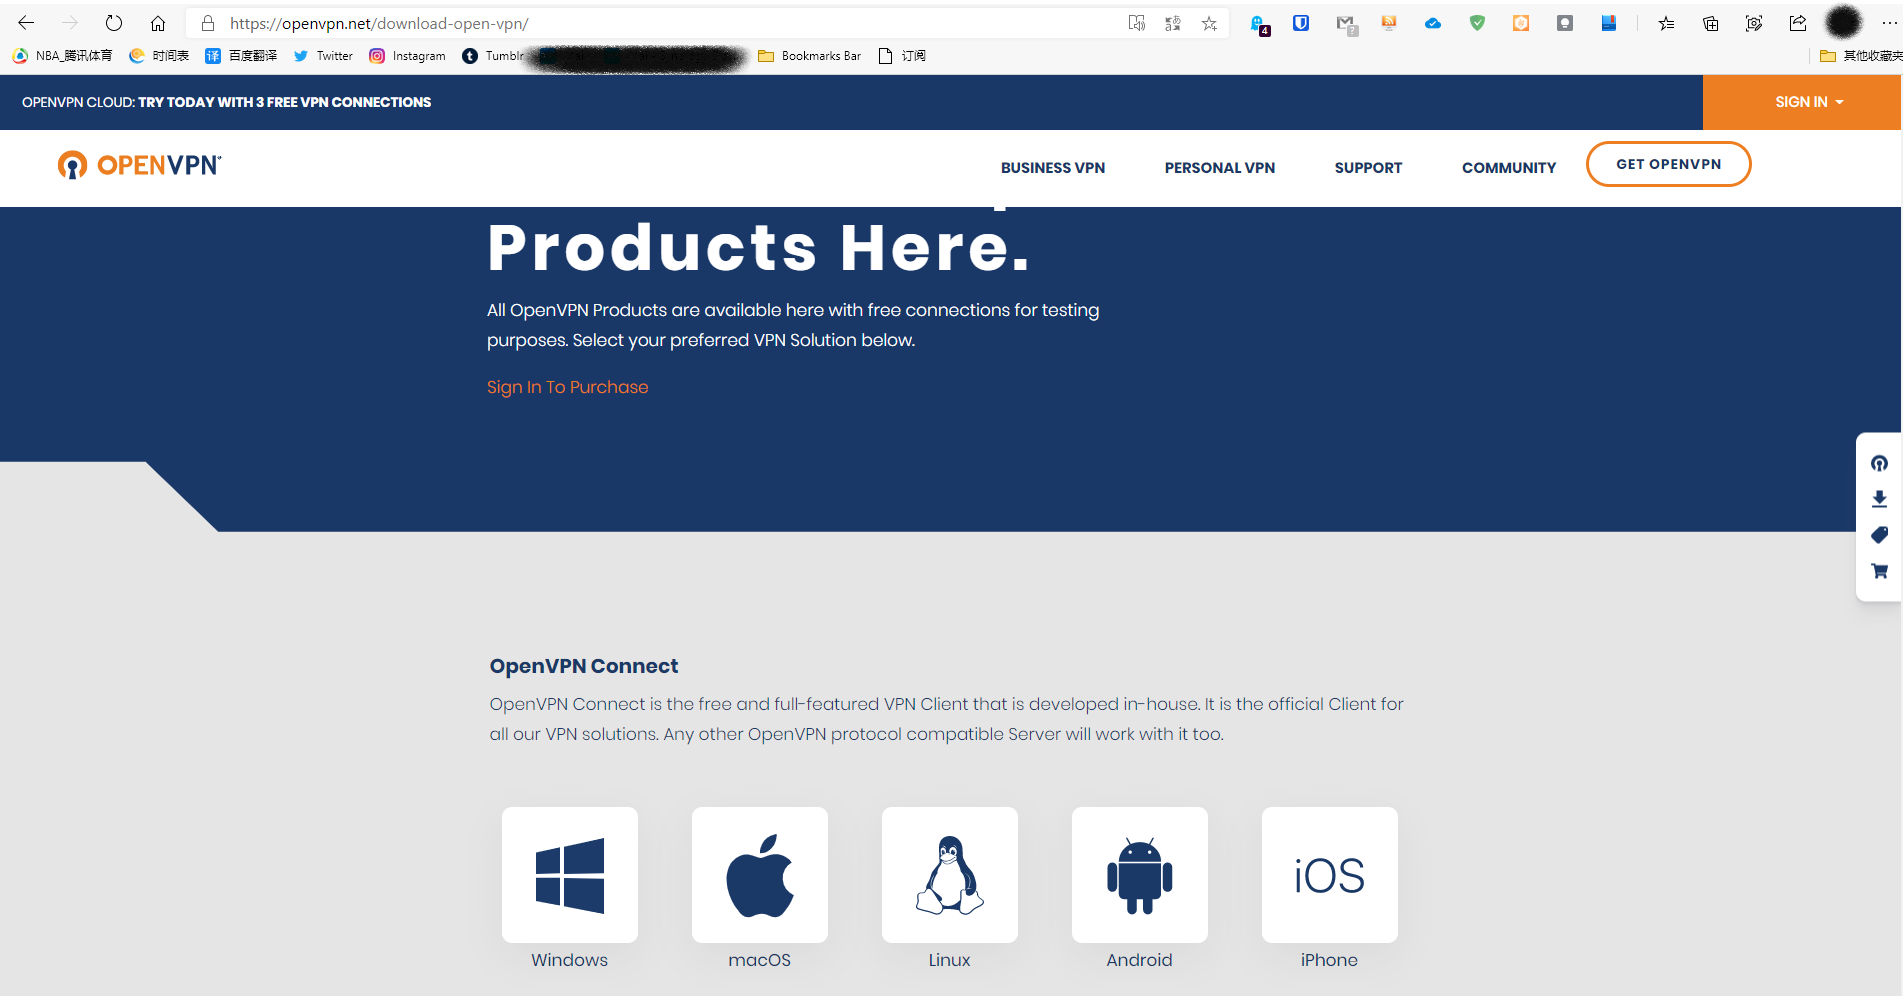 https://openvpn.net/download-open-vpn/
4
?
NBA_腾讯体育 时间表 译 百度翻译 Twitter Instagram Tumblr Bookmarks Bar 订阅 其他收藏夹
OPENVPN CLOUD: TRY TODAY WITH 3 FREE VPN CONNECTIONS SIGN IN
OPENVPN BUSINESS VPN PERSONAL VPN SUPPORT COMMUNITY GET OPENVPN
Products Here.
All OpenVPN Products are available here with free connections for testing
purposes. Select your preferred VPN Solution below.
Sign In To Purchase
OpenVPN Connect
OpenVPN Connect is the free and full-featured VPN Client that is developed in-house. It is the official Client for
all our VPN solutions. Any other OpenVPN protocol compatible Server will work with it too.
iOS
Windows macOS Linux Android iPhone